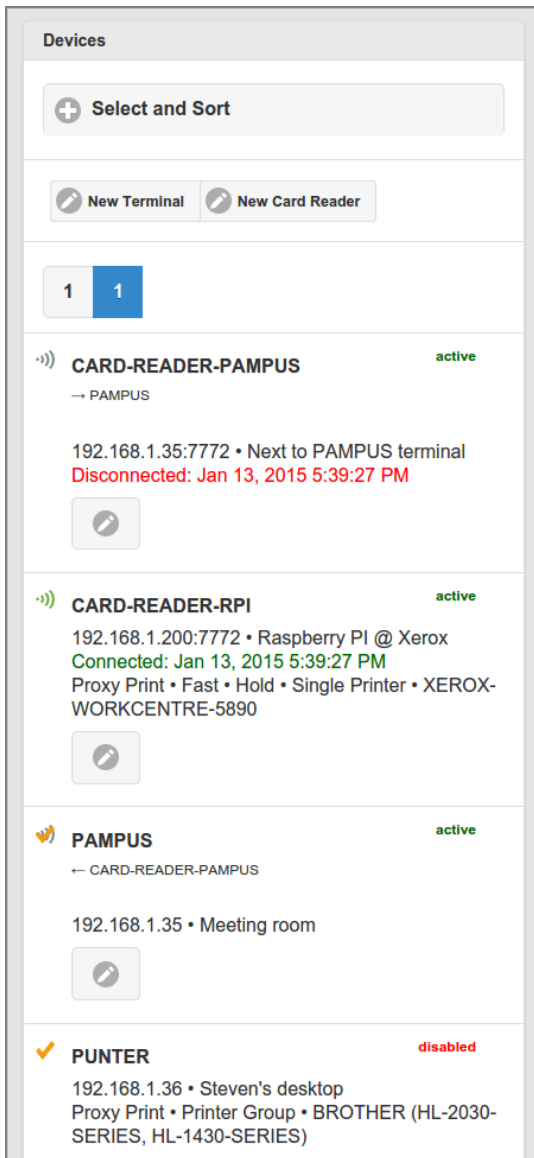 Devices
Select and Sort
New Terminal New Card Reader
1 1
CARD-READER-PAMPUS active
→ PAMPUS
192.168.1.35:7772 • Next to PAMPUS terminal
Disconnected: Jan 13, 2015 5:39:27 PM
CARD-READER-RPI active
192.168.1.200:7772 • Raspberry PI @ Xerox
Connected: Jan 13, 2015 5:39:27 PM
Proxy Print • Fast • Hold • Single Printer • XEROX-
WORKCENTRE-5890
PAMPUS active
← CARD-READER-PAMPUS
192.168.1.35 • Meeting room
PUNTER disabled
192.168.1.36 • Steven's desktop
Proxy Print • Printer Group • BROTHER (HL-2030-
SERIES, HL-1430-SERIES)